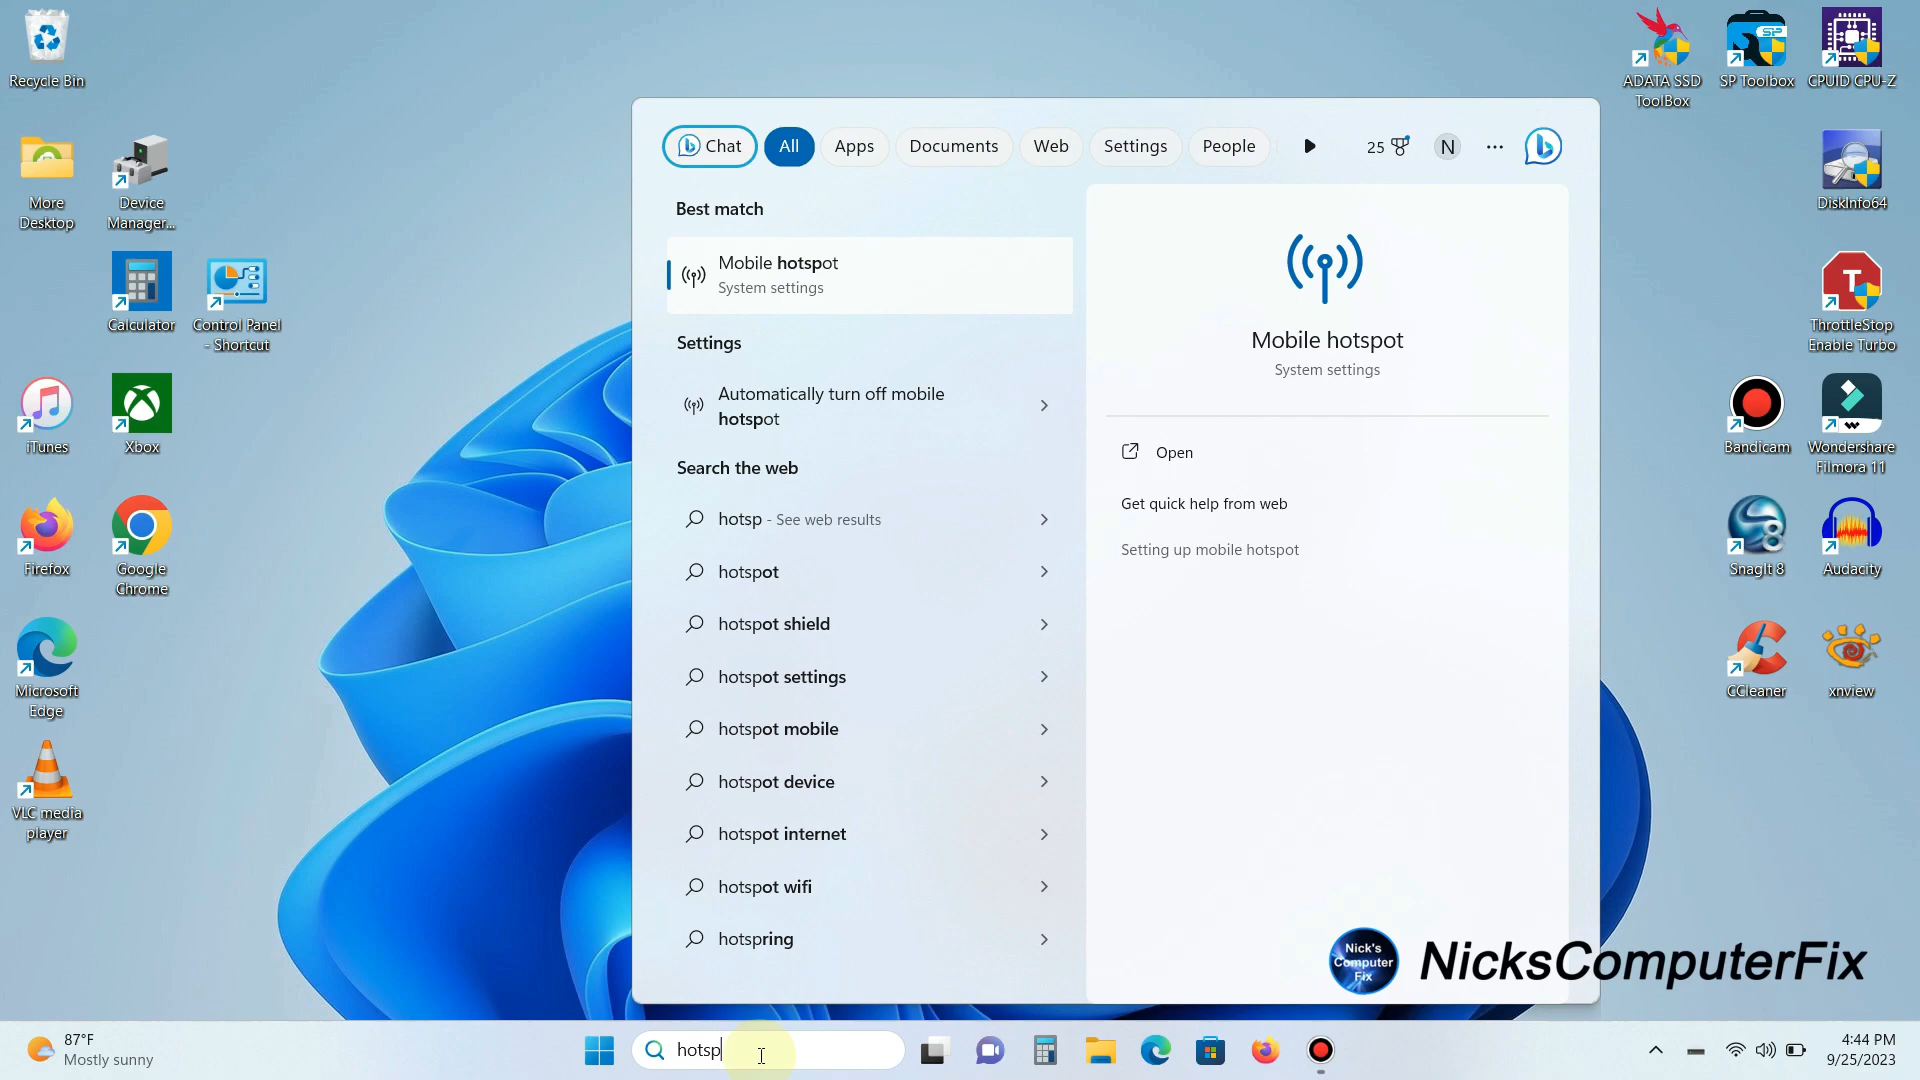 Recycle Bin
More
Desktop
Device
Manager...
Calculator
Control Panel
- Shortcut
iTunes
Xbox
Firefox
Google
Chrome
Microsoft
Edge
VLC media
player
Chat
All
Apps
Documents
Web
Settings
People
25
N
Best match
Mobile hotspot
System settings
Settings
Automatically turn off mobile
hotspot
Search the web
hotsp - See web results
hotspot
hotspot shield
hotspot settings
hotspot mobile
hotspot device
hotspot internet
hotspot wifi
hotspring
Mobile hotspot
System settings
Open
Get quick help from web
Setting up mobile hotspot
ADATA SSD
ToolBox
SP
SP Toolbox
CPUID CPU-Z
DiskInfo64
T
ThrottleStop
Enable Turbo
Bandicam
Wondershare
Filmora 11
SnagIt 8
Audacity
CCleaner
xnview
Nick's
Computer
Fix
NicksComputerFix
87°F
Mostly sunny
hotsp
4:44 PM
9/25/2023